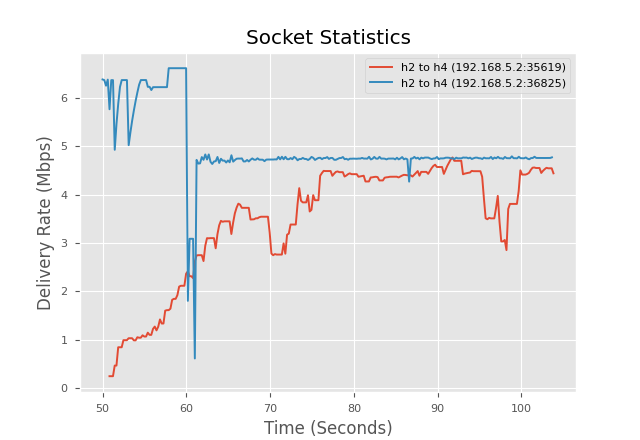 Socket Statistics
h2 to h4 (192.168.5.2:35619)
h2 to h4 (192.168.5.2:36825)
Delivery Rate (Mbps)
6
5
4
3
2
1
0
50 60 70 80 90 100
Time (Seconds)